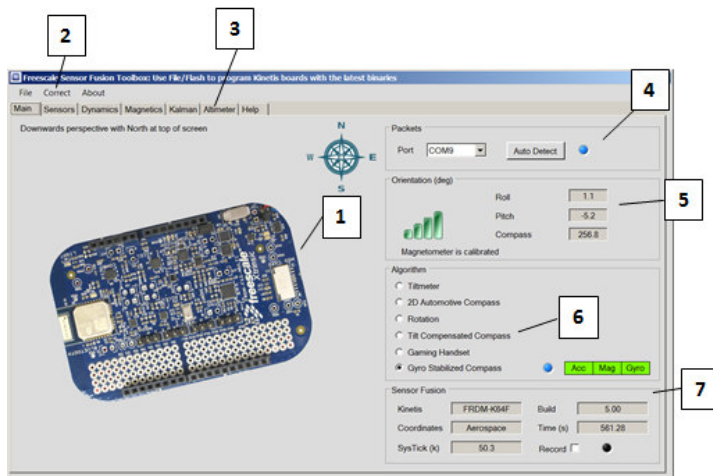 2
3
Freescale Sensor Fusion Toolbox: Use File/Flash to program Kinetis boards with the latest binaries
File Correct About
4
Main Sensors Dynamics Magnetics Kalman Altimeter Help
Downwards perspective with North at top of screen
N
W E
S
Packets
Port COM9 Auto Detect
Orientation (deg)
Roll 1.1
5
Pitch -5.2
Compass 256.8
Magnetometer is calibrated
1
freescale
Algorithm
Tiltmeter
2D Automotive Compass
Rotation
6
Tilt Compensated Compass
Gaming Handset
Gyro Stabilized Compass Acc Mag Gyro
Sensor Fusion
7
Kinetis FRDM-K64F Build 5.00
Coordinates Aerospace Time (s) 561.28
SysTick (k) 50.3 Record